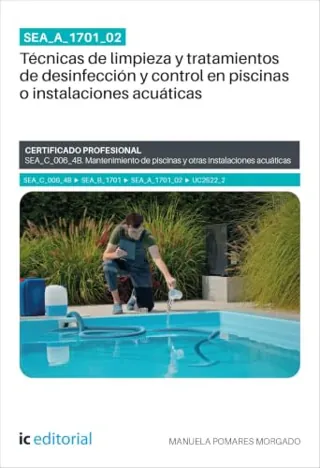 SEA_A_1701_02
Técnicas de limpieza y tratamientos
de desinfección y control en piscinas
o instalaciones acuáticas
CERTIFICADO PROFESIONAL
SEA_C_006_4B. Mantenimiento de piscinas y otras instalaciones acuáticas
SEA_C_006_4B ▶ SEA_B_1701 ▶ SEA_A_1701_02 ▶ UC2522_2
ic editorial
MANUELA POMARES MORGADO